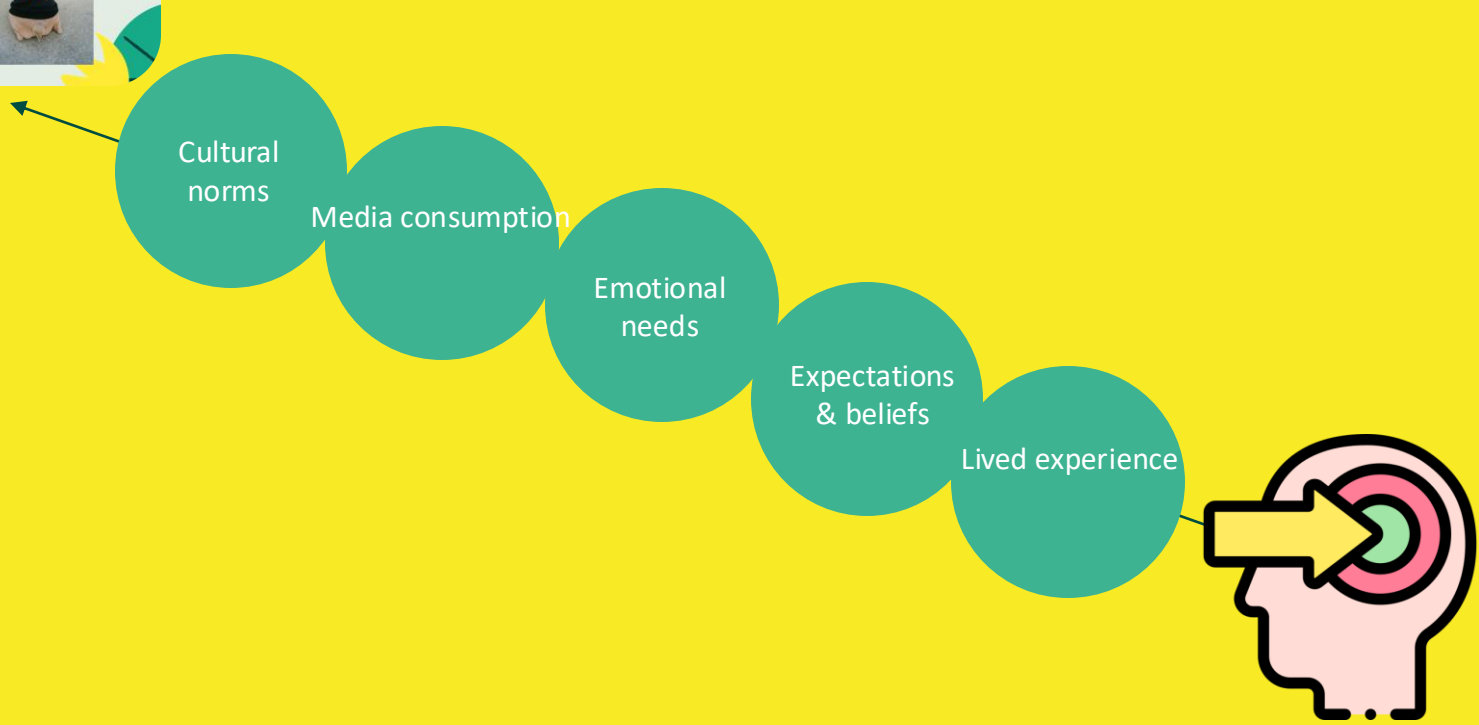 Cultural
norms
Media consumption
Emotional
needs
Expectations
& beliefs
Lived experience